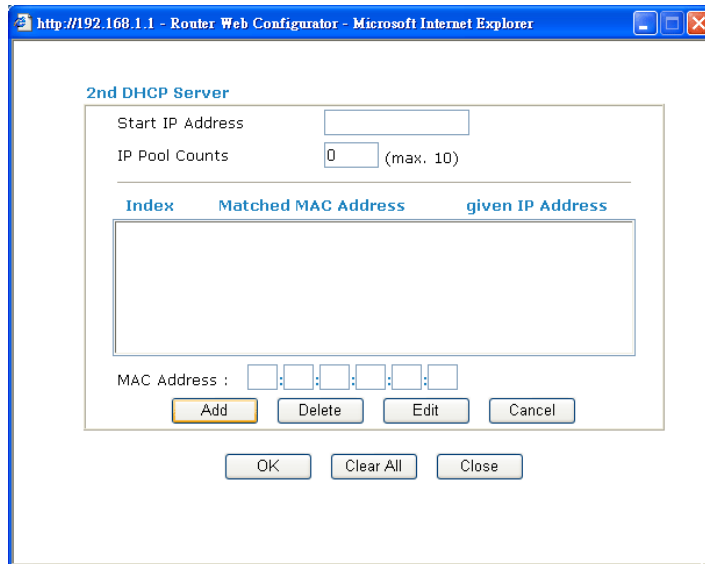 http://192.168.1.1 - Router Web Configurator - Microsoft Internet Explorer
2nd DHCP Server
Start IP Address
IP Pool Counts 0 (max. 10)
Index Matched MAC Address given IP Address
MAC Address : : : : : :
Add Delete Edit Cancel
OK Clear All Close